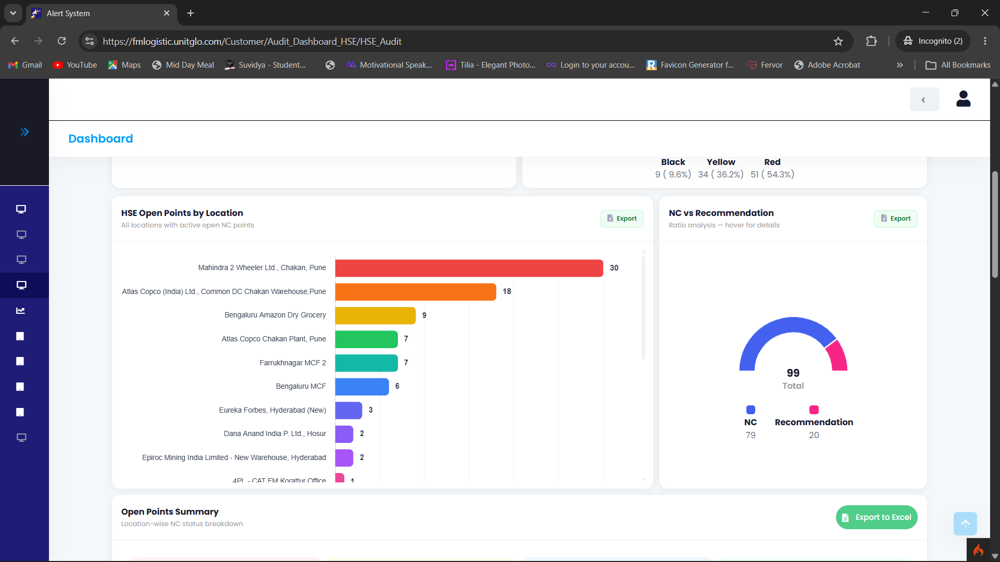 Alert System
https://fmlogistic.unitglo.com/Customer/Audit_Dashboard_HSE/HSE_Audit
Incognito (2)
Gmail
YouTube
Maps
Mid Day Meal
Suvidya - Student...
Motivational Speak...
Tilia - Elegant Photo...
Login to your accou...
Favicon Generator f...
Fervor
Adobe Acrobat
All Bookmarks
Dashboard
Black Yellow Red
9 ( 9.6%) 34 ( 36.2%) 51 ( 54.3%)
HSE Open Points by Location
All locations with active open NC points
Export
Mahindra 2 Wheeler Ltd., Chakan, Pune 30
Atlas Copco (India) Ltd., Common DC Chakan Warehouse,Pune 18
Bengaluru Amazon Dry Grocery 9
Atlas Copco Chakan Plant, Pune 7
Farrukhnagar MCF 2 7
Bengaluru MCF 6
Eureka Forbes, Hyderabad (New) 3
Dana Anand India P. Ltd., Hosur 2
Epiroc Mining India Limited - New Warehouse, Hyderabad 2
4PL - CAT FM Korattur Office 1
NC vs Recommendation
Ratio analysis — hover for details
Export
99
Total
NC Recommendation
79 20
Open Points Summary
Location-wise NC status breakdown
Export to Excel